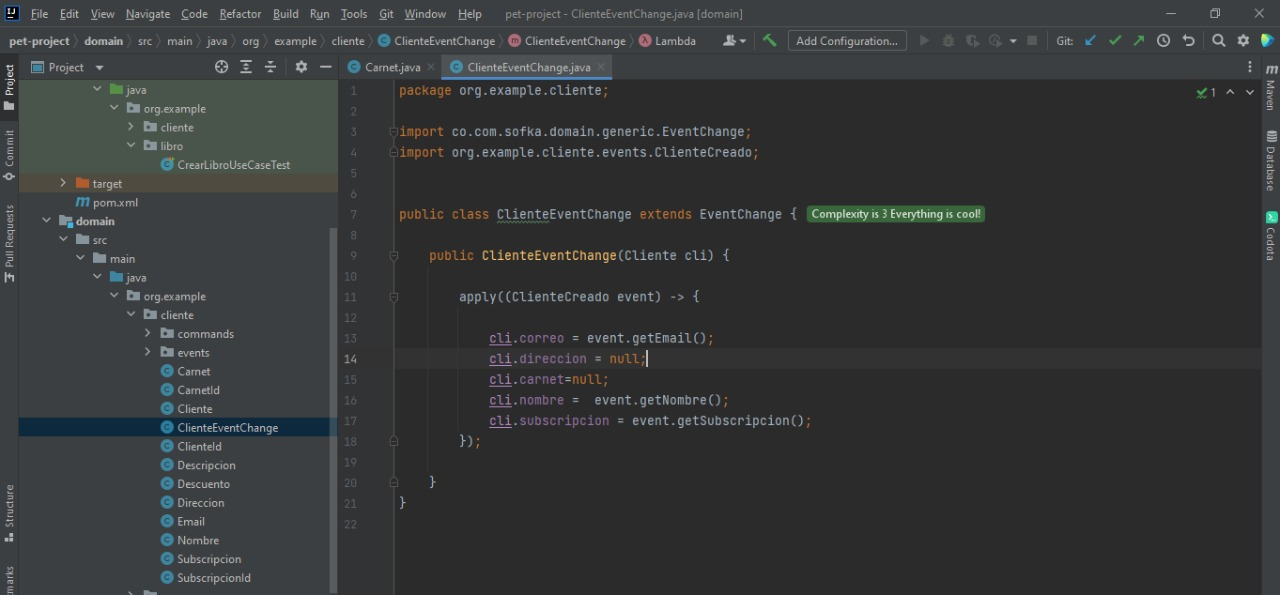 File Edit View Navigate Code Refactor Build Run Tools Git Window Help pet-project - ClienteEventChange.java [domain]
pet-project domain src main java org example cliente ClienteEventChange ClienteEventChange Lambda Add Configuration... Git:
Project
Carnet.java ClienteEventChange.java
java
org.example
cliente
libro
CrearLibroUseCaseTest
target
pom.xml
domain
src
main
java
org.example
cliente
commands
events
Carnet
CarnetId
Cliente
ClienteEventChange
ClienteId
Descripcion
Descuento
Direccion
Email
Nombre
Subscripcion
SubscripcionId
1 package org.example.cliente;
2
3 import co.com.sofka.domain.generic.EventChange;
4 import org.example.cliente.events.ClienteCreado;
5
6
7 public class ClienteEventChange extends EventChange { Complexity is 3 Everything is cool!
8
9 public ClienteEventChange(Cliente cli) {
10
11 apply((ClienteCreado event) -> {
12
13 cli.correo = event.getEmail();
14 cli.direccion = null;
15 cli.carnet=null;
16 cli.nombre =  event.getNombre();
17 cli.subscripcion = event.getSubscripcion();
18 });
19
20 }
21 }
22
1
Project
Commit
Pull Requests
Structure
Maven
Database
Codota